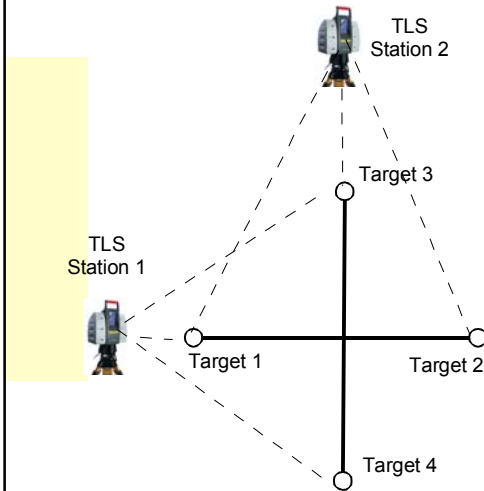 TLS
Station 2
Target 3
TLS
Station 1
Target 1
Target 2
Target 4